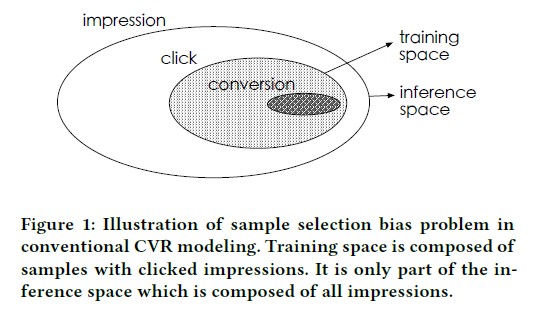 impression
training
space
click
conversion
inference
space
Figure 1: Illustration of sample selection bias problem in
conventional CVR modeling. Training space is composed of
samples with clicked impressions. It is only part of the in-
ference space which is composed of all impressions.